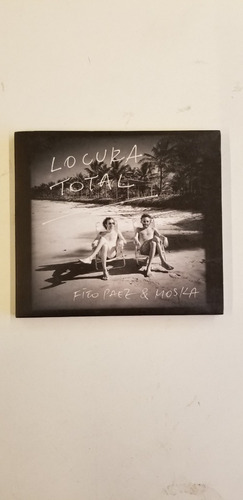 LOCURA
TOTAL
FITO PAEZ & MOSKA